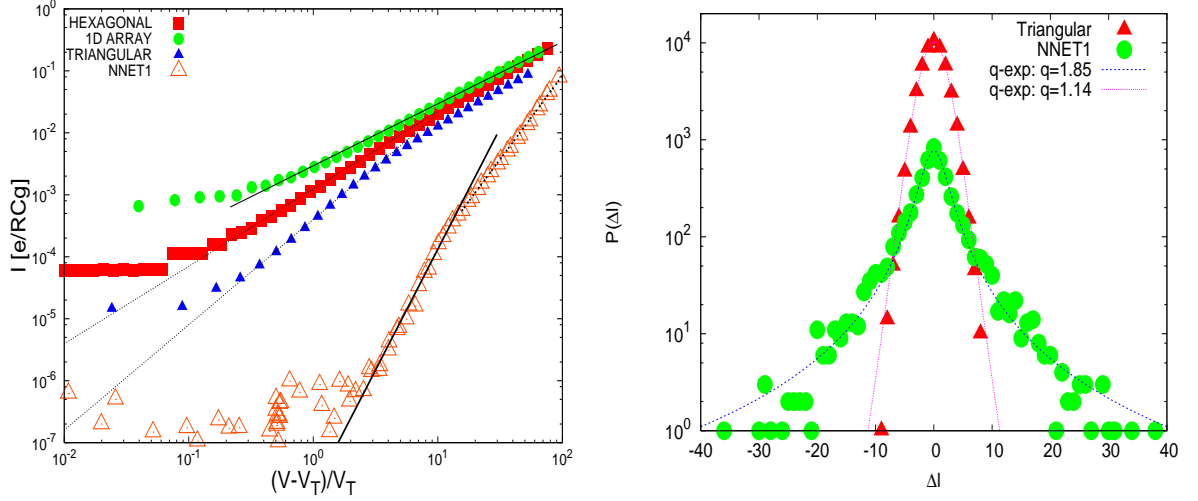 10^0
10^-1
10^-2
10^-3
10^-4
10^-5
10^-6
10^-7
I [e/RCg]
HEXAGONAL
1D ARRAY
TRIANGULAR
NNET1
10^-2
10^-1
10^0
10^1
10^2
(V-V_T)/V_T
10^4
10^3
10^2
10^1
10^0
P(ΔI)
Triangular
NNET1
q-exp: q=1.85
q-exp: q=1.14
-40
-30
-20
-10
0
10
20
30
40
ΔI